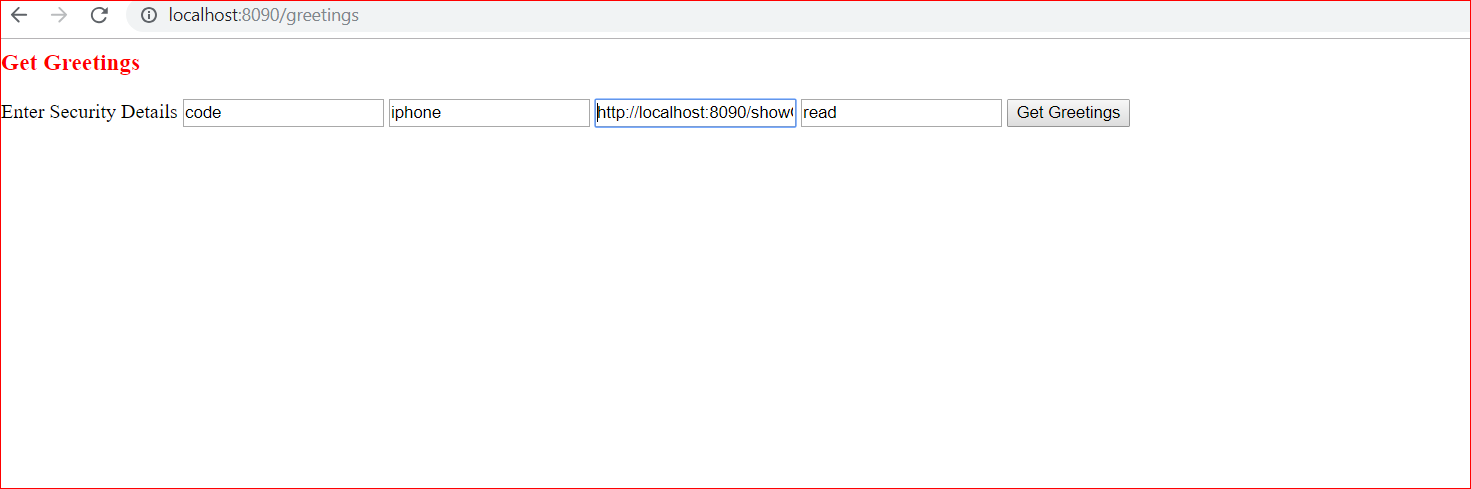 localhost:8090/greetings
Get Greetings
Enter Security Details code iphone http://localhost:8090/show read Get Greetings